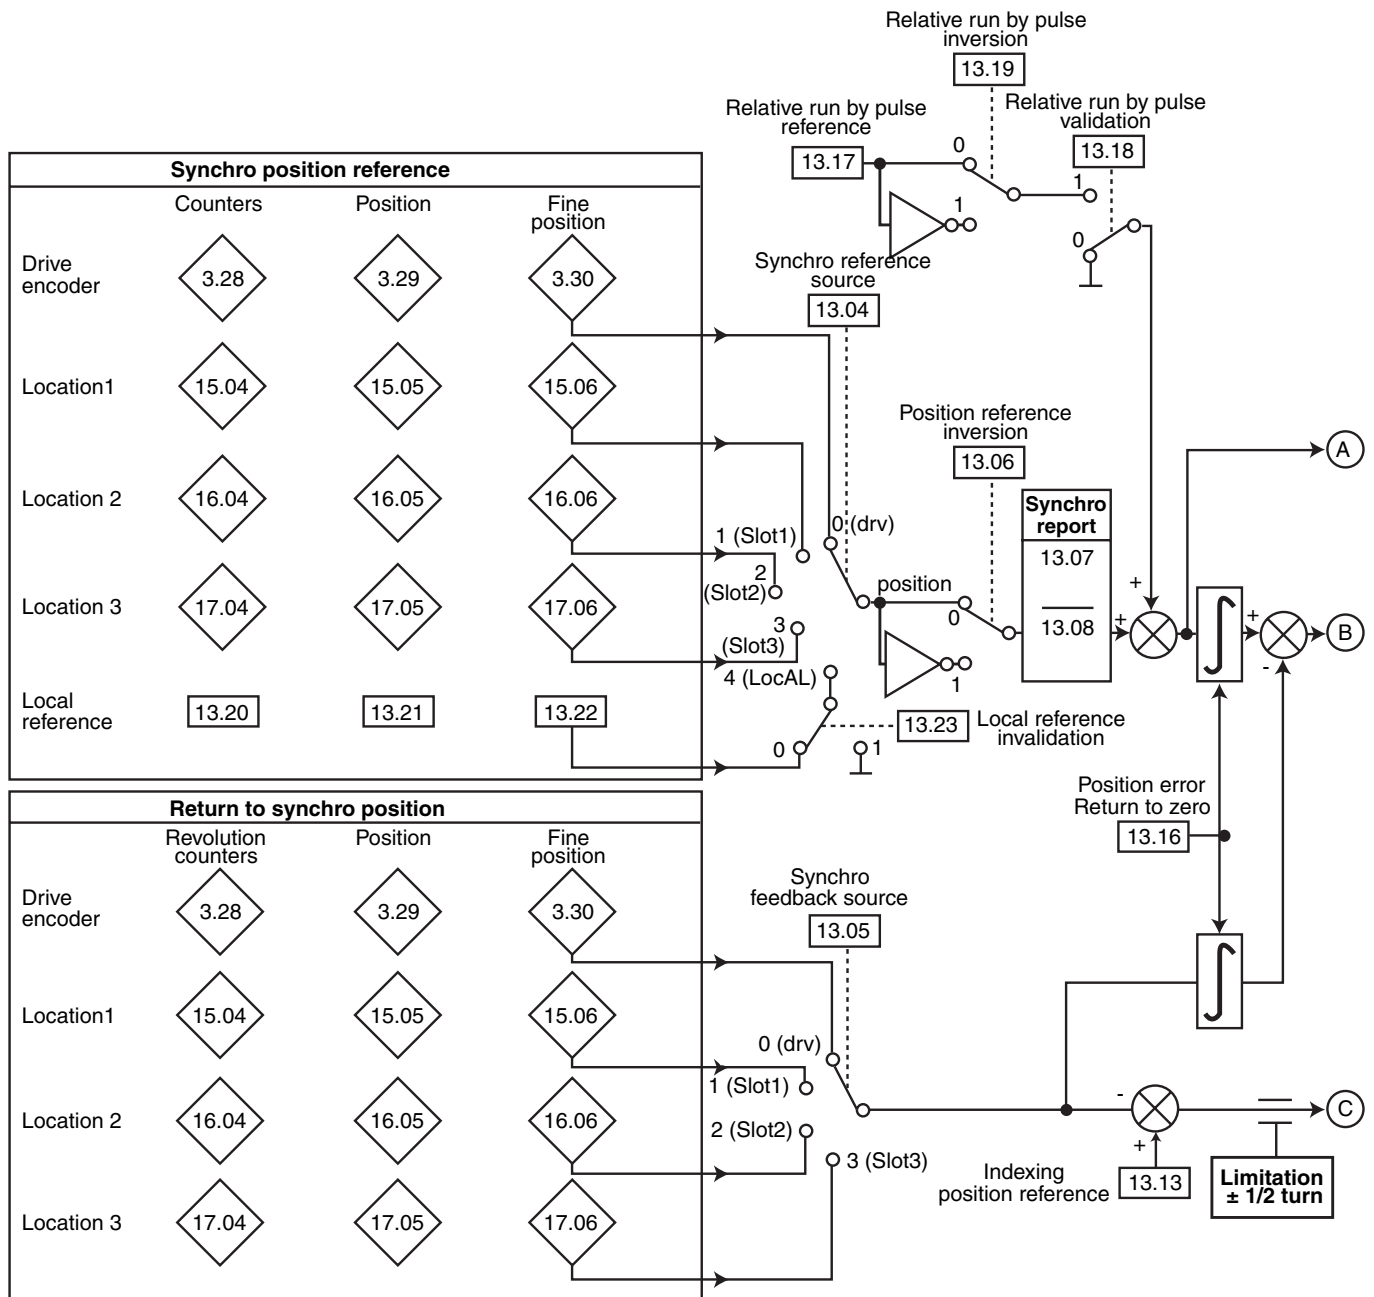 Relative run by pulse
inversion
13.19
Relative run by pulse
validation
13.18
Relative run by pulse
reference
13.17
0
1
1
0
Synchro position reference
Counters
Position
Fine
position
Drive
encoder
3.28
3.29
3.30
Location1
15.04
15.05
15.06
Location 2
16.04
16.05
16.06
Location 3
17.04
17.05
17.06
Local
reference
13.20
13.21
13.22
Synchro reference
source
13.04
0 (drv)
1 (Slot1)
2
(Slot2)
3
(Slot3)
4 (LocAL)
0
1
13.23
Local reference
invalidation
position
0
1
Position reference
inversion
13.06
Synchro
report
13.07
13.08
+
+
A
+
-
B
Position error
Return to zero
13.16
Return to synchro position
Revolution
counters
Position
Fine
position
Drive
encoder
3.28
3.29
3.30
Location1
15.04
15.05
15.06
Location 2
16.04
16.05
16.06
Location 3
17.04
17.05
17.06
Synchro
feedback source
13.05
0 (drv)
1 (Slot1)
2 (Slot2)
3 (Slot3)
-
+
C
Indexing
position reference
13.13
Limitation
± 1/2 turn